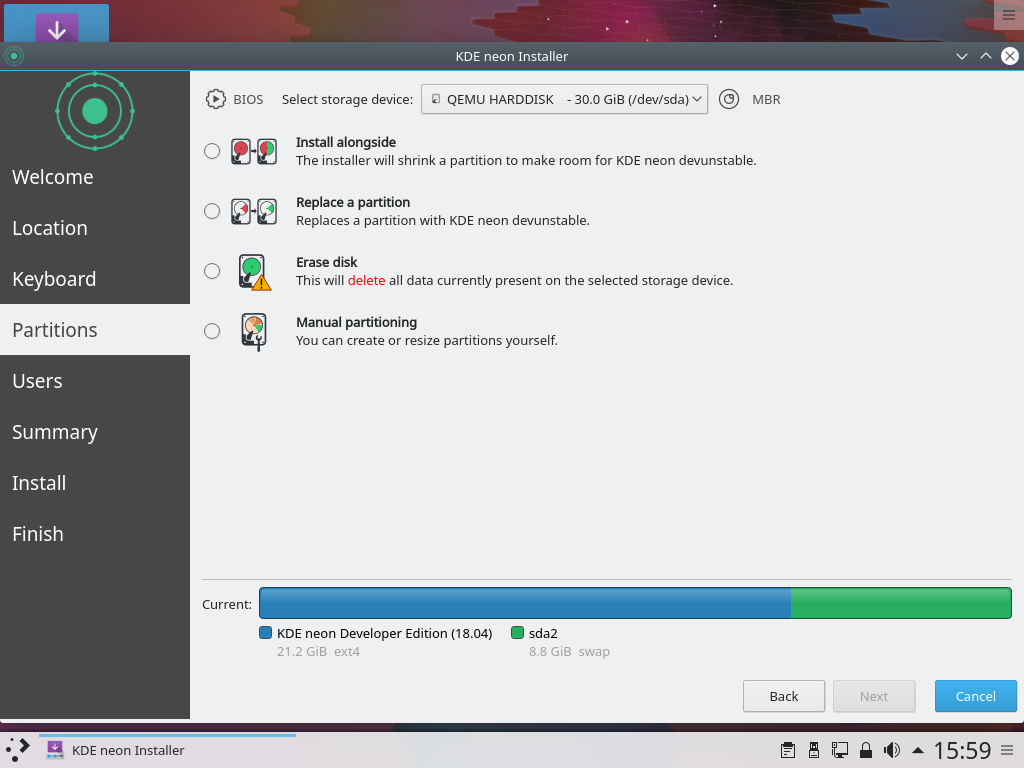 KDE neon Installer
Welcome
Location
Keyboard
Partitions
Users
Summary
Install
Finish
BIOS Select storage device: QEMU HARDDISK - 30.0 GiB (/dev/sda) MBR
Install alongside
The installer will shrink a partition to make room for KDE neon devunstable.
Replace a partition
Replaces a partition with KDE neon devunstable.
Erase disk
This will delete all data currently present on the selected storage device.
Manual partitioning
You can create or resize partitions yourself.
Current:
KDE neon Developer Edition (18.04) sda2
21.2 GiB ext4 8.8 GiB swap
Back Next Cancel
KDE neon Installer 15:59